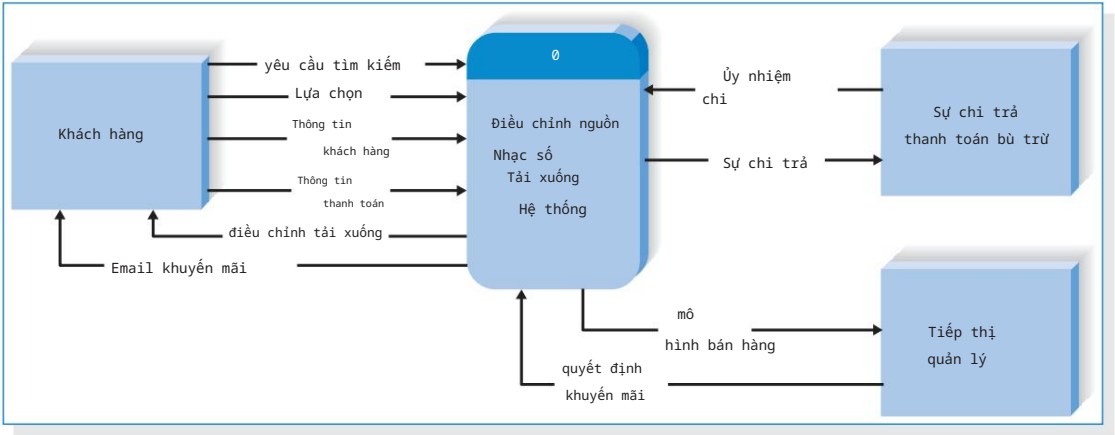 Khách hàng
yêu cầu tìm kiếm
Lựa chọn
Thông tin
khách hàng
Thông tin
thanh toán
điều chỉnh tải xuống
Email khuyến mãi
0
Điều chỉnh nguồn
Nhạc số
Tải xuống
Hệ thống
Ủy nhiệm
chi
Sự chi trả
Sự chi trả
thanh toán bù trừ
mô
hình bán hàng
quyết định
khuyến mãi
Tiếp thị
quản lý